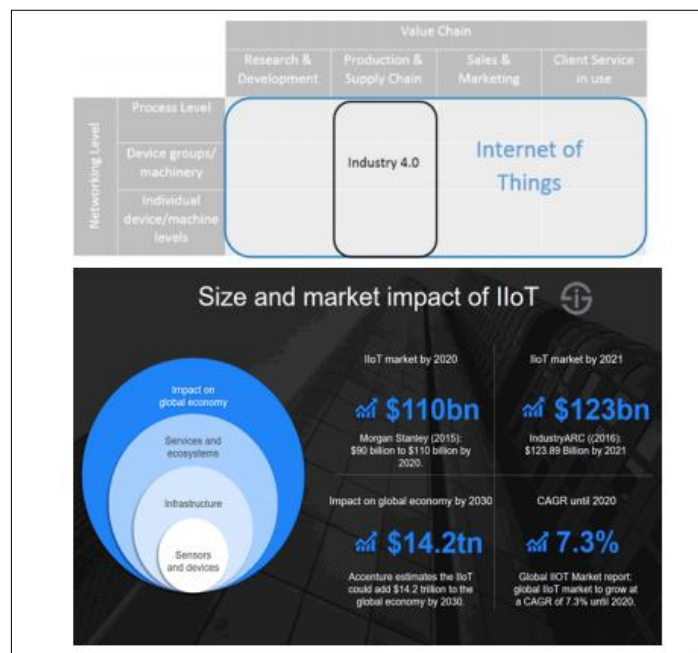 Value Chain
Research &
Development
Production &
Supply Chain
Sales &
Marketing
Client Service
in use
Networking Level
Process Level
Device groups/
machinery
Individual
device/machine
levels
Industry 4.0
Internet of
Things
Size and market impact of IIoT
Impact on
global economy
Services and
ecosystems
Infrastructure
Sensors
and devices
IIoT market by 2020
$110bn
Morgan Stanley (2015):
$90 billion to $110 billion by
2020.
IIoT market by 2021
$123bn
IndustryARC ((2016):
$123.89 Billion by 2021
Impact on global economy by 2030
$14.2tn
Accenture estimates the IIoT
could add $14.2 trillion to the
global economy by 2030.
CAGR until 2020
7.3%
Global IIOT Market report:
global IIoT market to grow at
a CAGR of 7.3% until 2020.